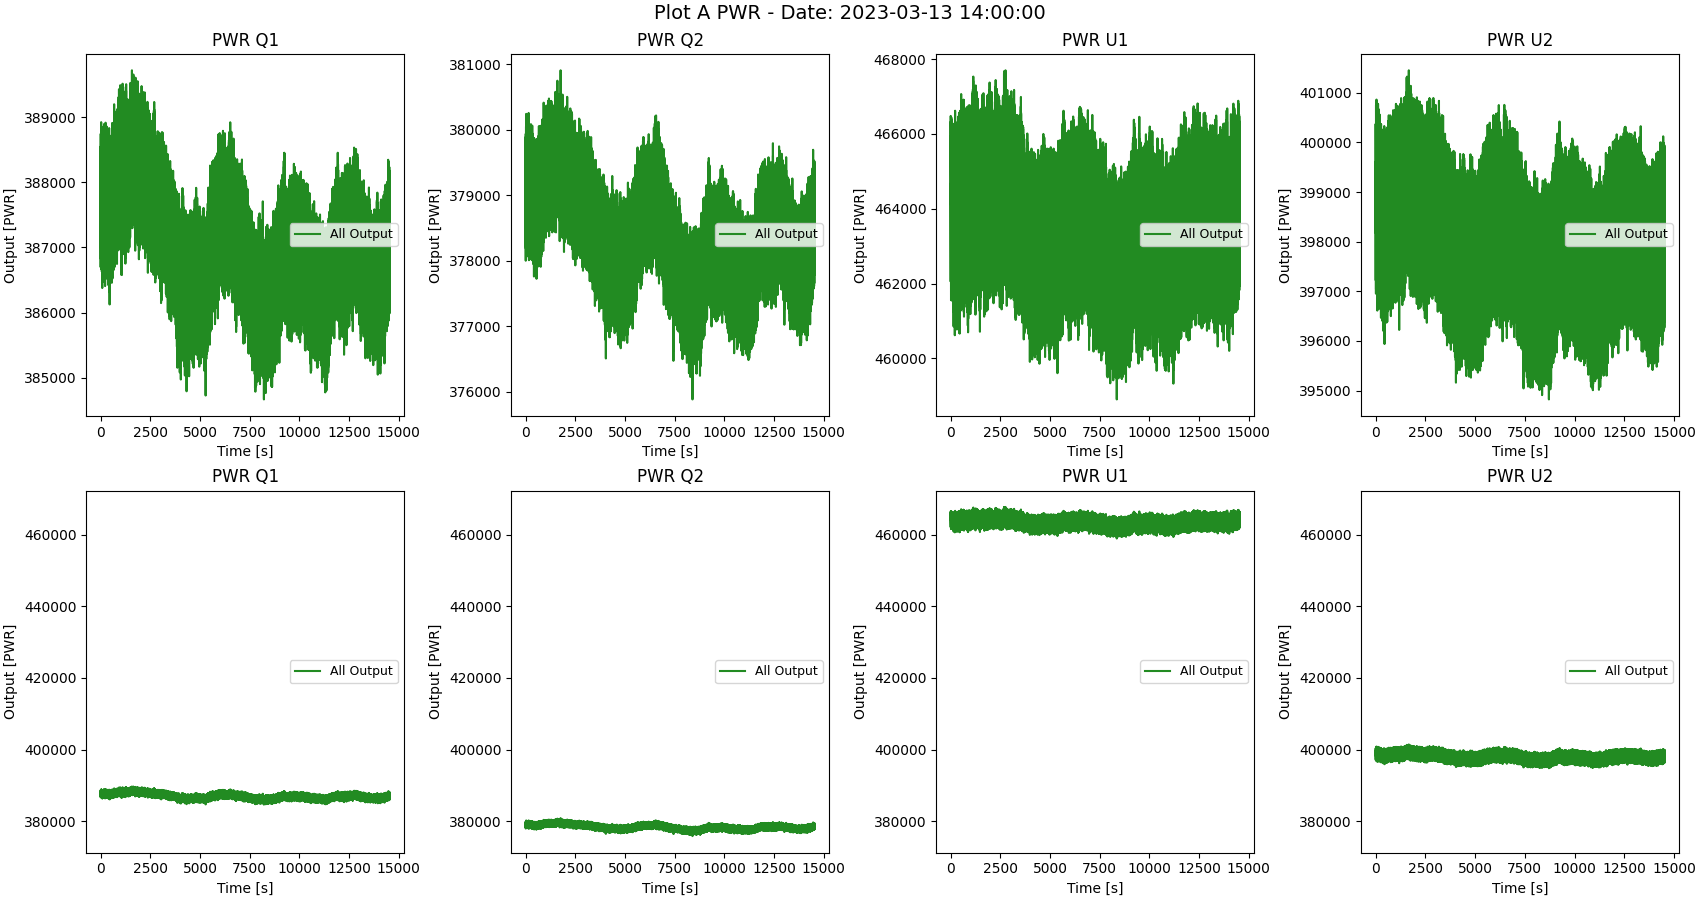 Plot A PWR - Date: 2023-03-13 14:00:00
PWR Q1
Output [PWR]
389000
388000
387000
386000
385000
All Output
0 2500 5000 7500 10000 12500 15000
Time [s]
PWR Q2
Output [PWR]
381000
380000
379000
378000
377000
376000
All Output
0 2500 5000 7500 10000 12500 15000
Time [s]
PWR U1
Output [PWR]
468000
466000
464000
462000
460000
All Output
0 2500 5000 7500 10000 12500 15000
Time [s]
PWR U2
Output [PWR]
401000
400000
399000
398000
397000
396000
395000
All Output
0 2500 5000 7500 10000 12500 15000
Time [s]
PWR Q1
Output [PWR]
460000
440000
420000
400000
380000
All Output
0 2500 5000 7500 10000 12500 15000
Time [s]
PWR Q2
Output [PWR]
460000
440000
420000
400000
380000
All Output
0 2500 5000 7500 10000 12500 15000
Time [s]
PWR U1
Output [PWR]
460000
440000
420000
400000
380000
All Output
0 2500 5000 7500 10000 12500 15000
Time [s]
PWR U2
Output [PWR]
460000
440000
420000
400000
380000
All Output
0 2500 5000 7500 10000 12500 15000
Time [s]